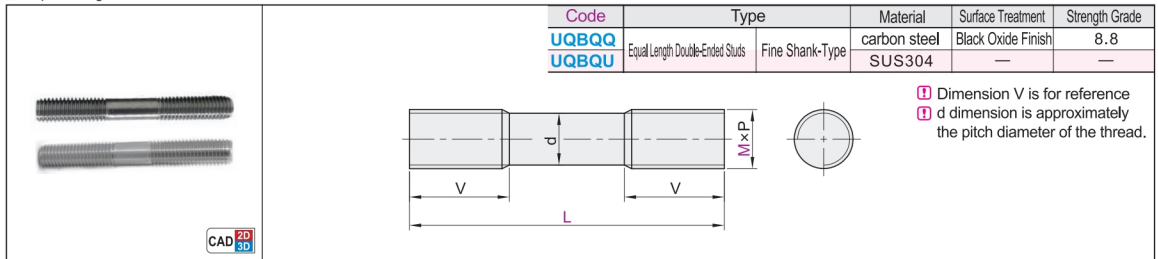 Code Type Material Surface Treatment Strength Grade
UQBQQ Equal Length Double-Ended Studs Fine Shank-Type carbon steel Black Oxide Finish 8.8
UQBQU SUS304 — —
! Dimension V is for reference
! d dimension is approximately
the pitch diameter of the thread.
d
M×P
V V
L
CAD 2D
3D